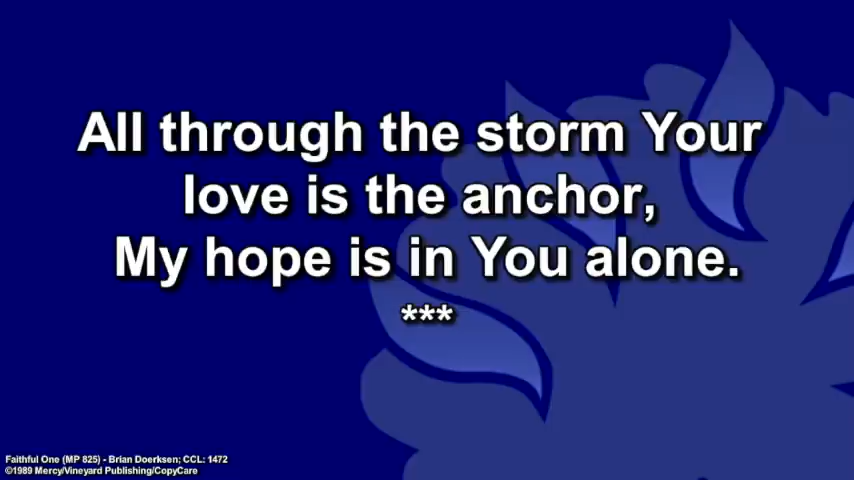 All through the storm Your
love is the anchor,
My hope is in You alone.
***
Faithful One (MP 825) - Brian Doerksen; CCL: 1472
©1989 Mercy/Vineyard Publishing/CopyCare